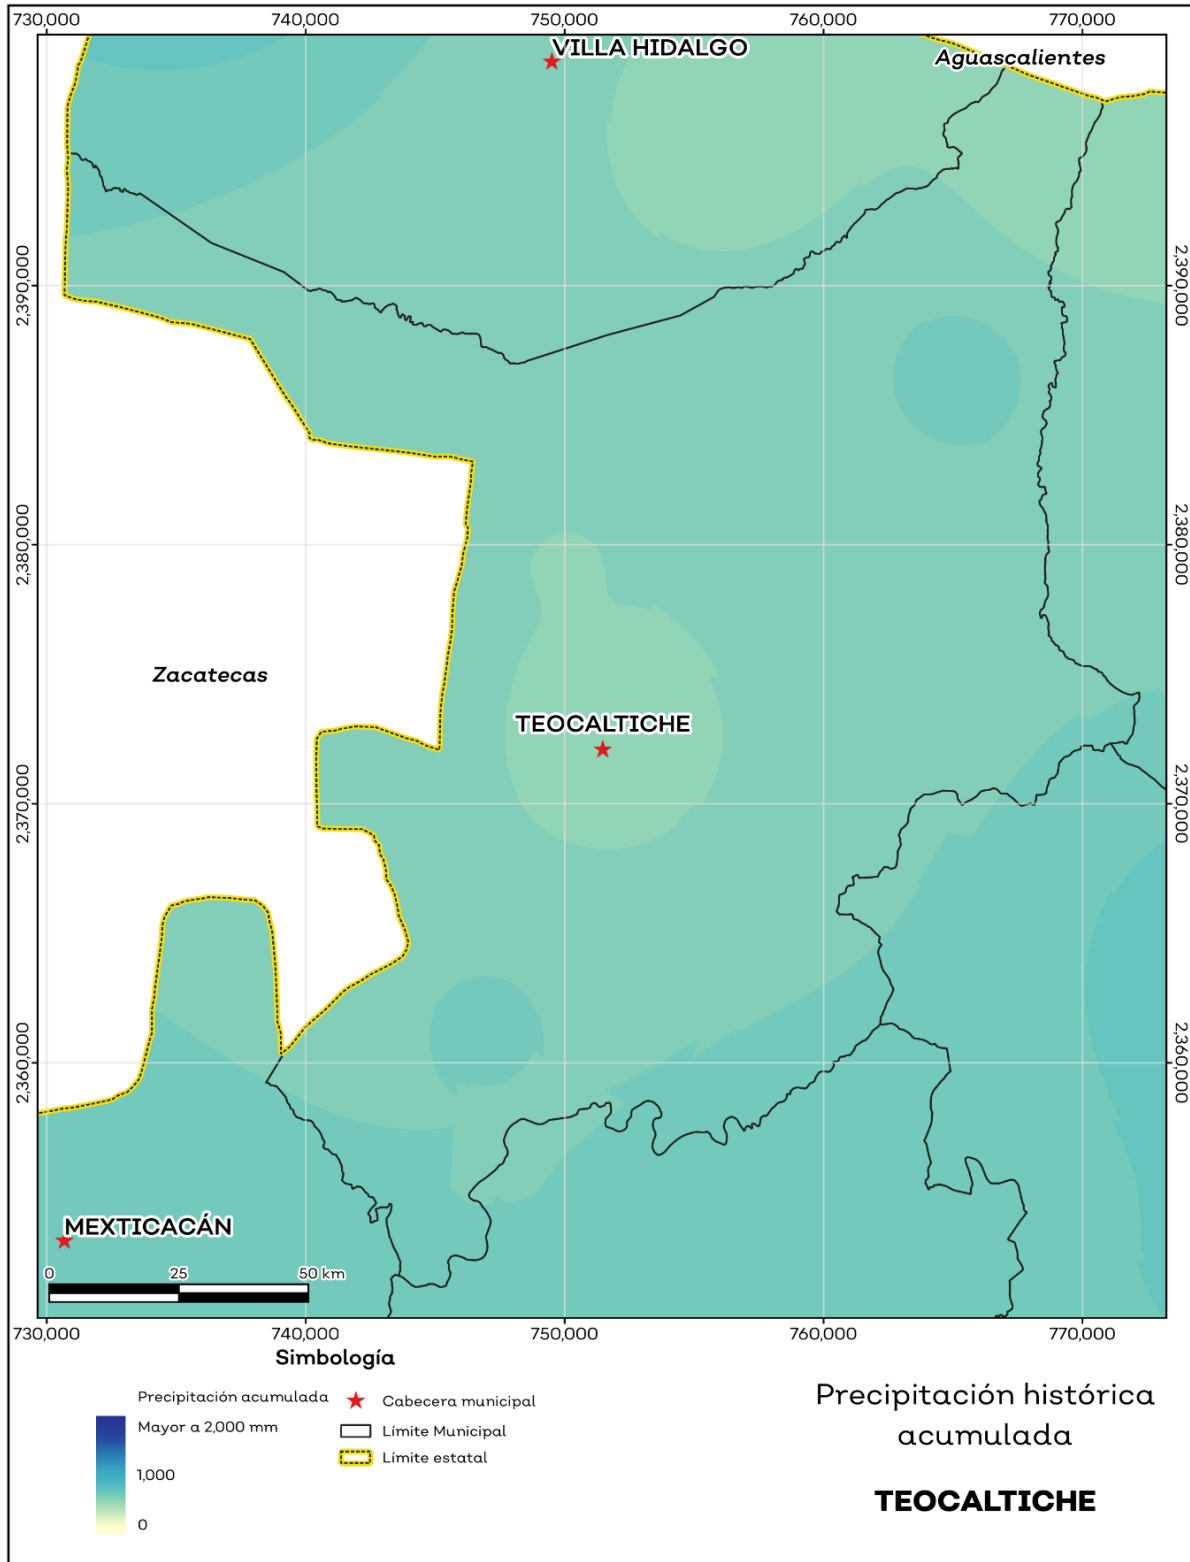 730,000
740,000
750,000
760,000
770,000
VILLA HIDALGO
Aguascalientes
2,390,000
2,390,000
2,380,000
2,380,000
Zacatecas
TEOCALTICHE
2,370,000
2,370,000
2,360,000
2,360,000
MEXTICACÁN
0 25 50 km
730,000
740,000
750,000
760,000
770,000
Simbología
Precipitación acumulada
Mayor a 2,000 mm
1,000
0
Cabecera municipal
Límite Municipal
Límite estatal
Precipitación histórica
acumulada
TEOCALTICHE